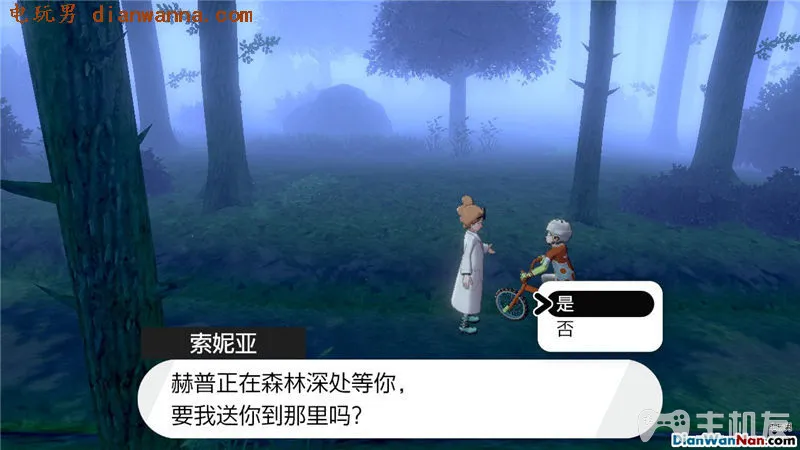 电玩男 dianwanna.com
是
否
索妮亚
赫普正在森林深处等你，
要我送你到那里吗？
主机友
DianWanNan.com